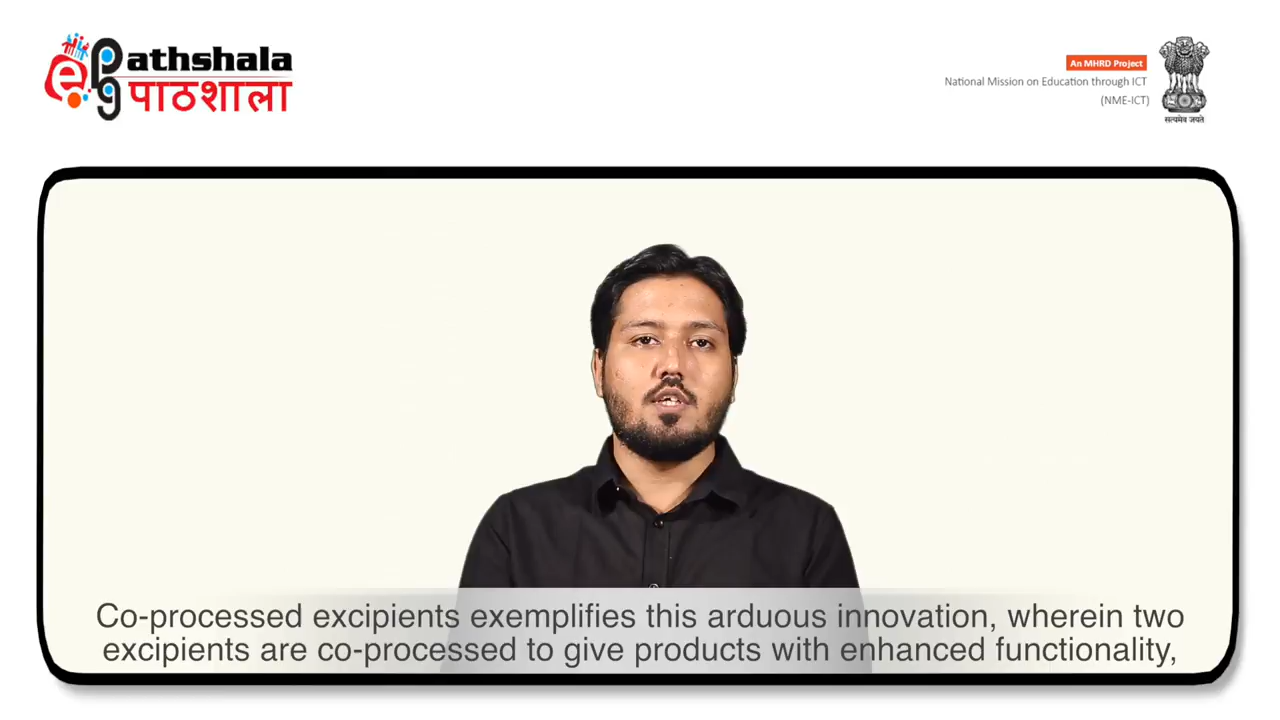 ePG Pathshala
पाठशाला
An MHRD Project
National Mission on Education through ICT
(NME-ICT)
सत्यमेव जयते
Co-processed excipients exemplifies this arduous innovation, wherein two
excipients are co-processed to give products with enhanced functionality,